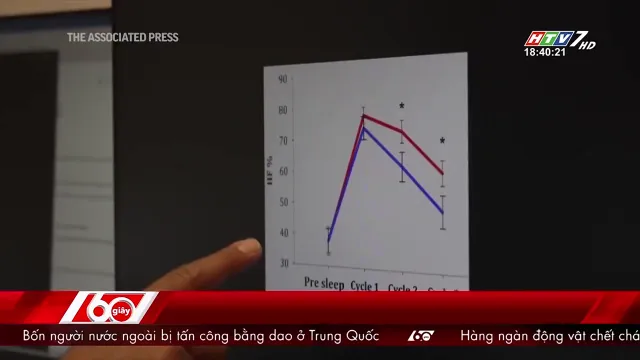 THE ASSOCIATED PRESS
HTV7 HD
18:40:21
90
80
70
60
50
40
30
HF %
*
*
Pre sleep Cycle 1 Cycle 2
60 giây
Bốn người nước ngoài bị tấn công bằng dao ở Trung Quốc 60 giây Hàng ngàn động vật chết